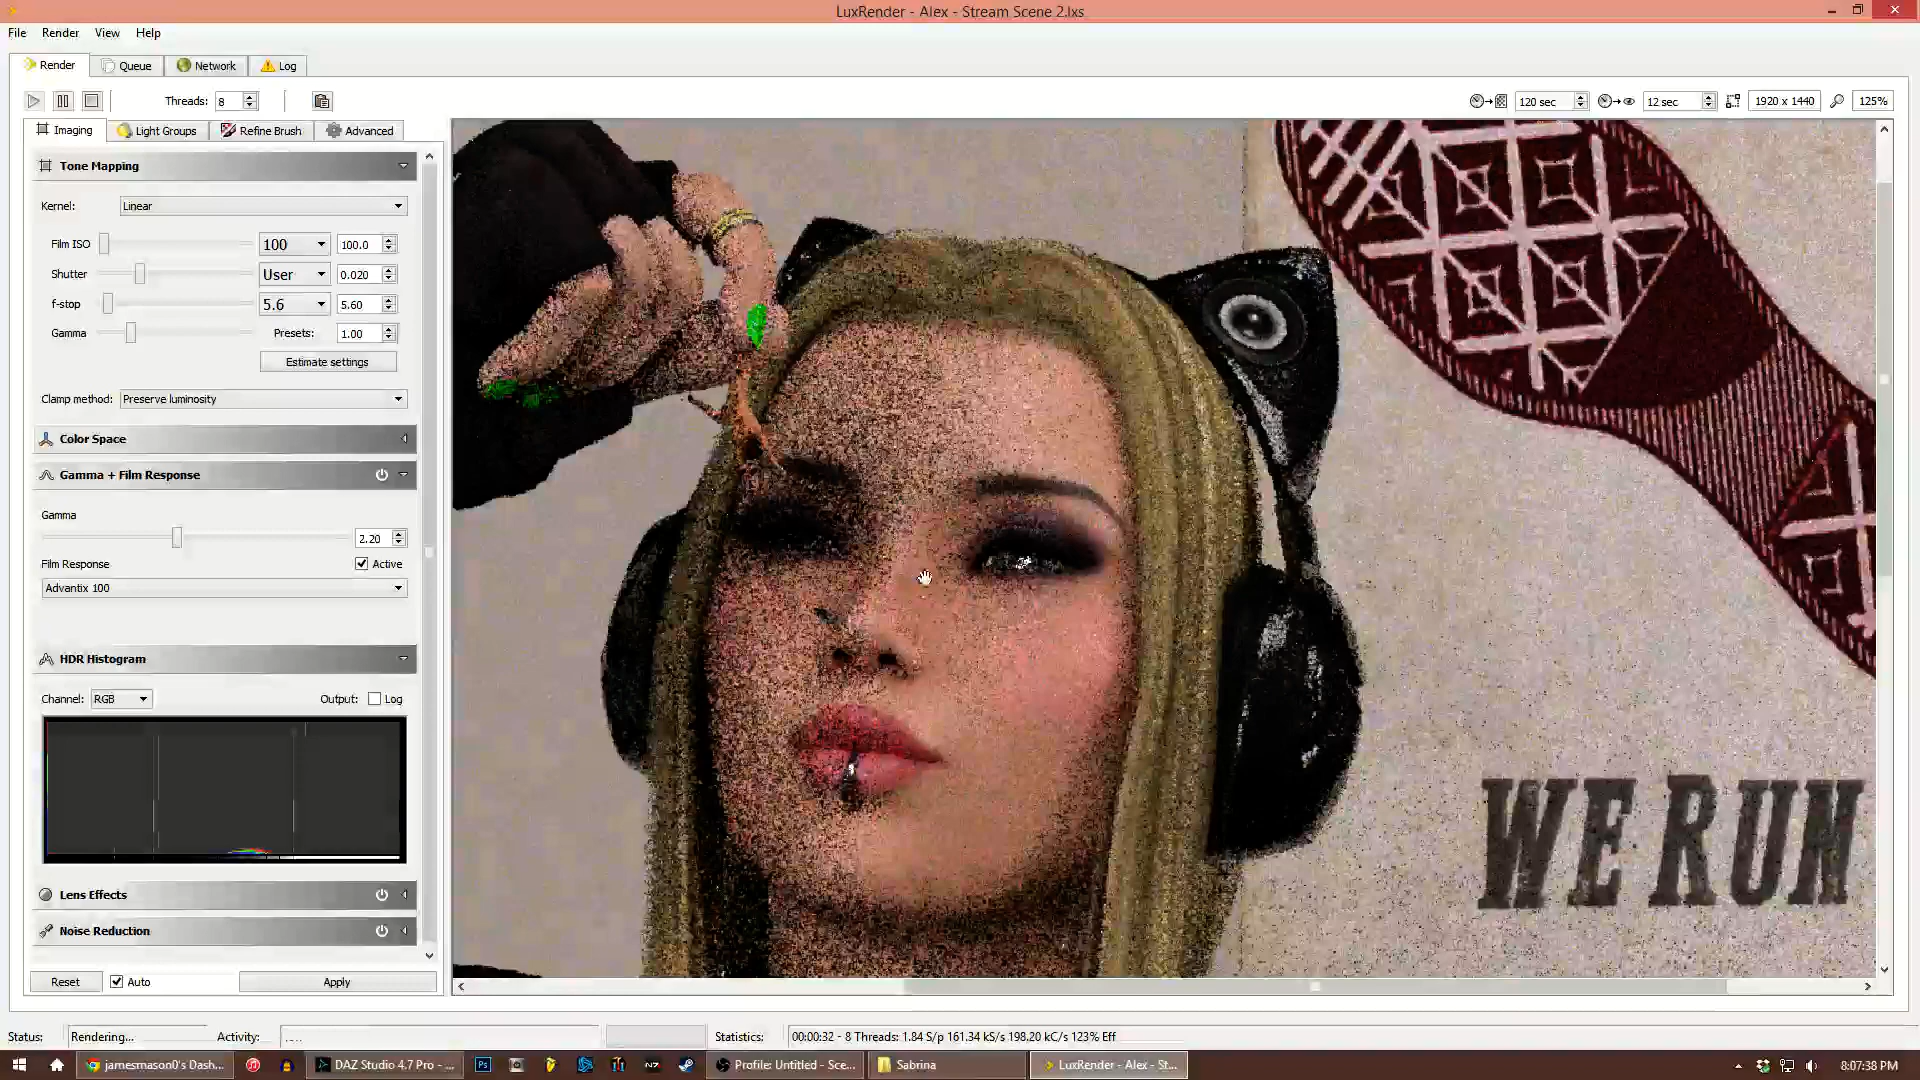 LuxRender - Alex - Stream Scene 2.lxs
File Render View Help
Render Queue Network Log
Threads: 8 120 sec 12 sec 1920 x 1440 125%
Imaging Light Groups Refine Brush Advanced
Tone Mapping
Kernel: Linear
Film ISO 100 100.0
Shutter User 0.020
f-stop 5.6 5.60
Gamma Presets: 1.00
Estimate settings
Clamp method: Preserve luminosity
Color Space
Gamma + Film Response
Gamma
2.20
Film Response Active
Advantix 100
HDR Histogram
Channel: RGB Output: Log
Lens Effects
Noise Reduction
Reset Auto Apply
WE RUN
Status: Rendering... Activity: .... Statistics: 00:00:32 - 8 Threads: 1.84 S/p 161.34 kS/s 198.20 kC/s 123% Eff
jamesmason0's Dash... DAZ Studio 4.7 Pro - ... Ps N7 Profile: Untitled - Sce... Sabrina LuxRender - Alex - St... 8:07:38 PM